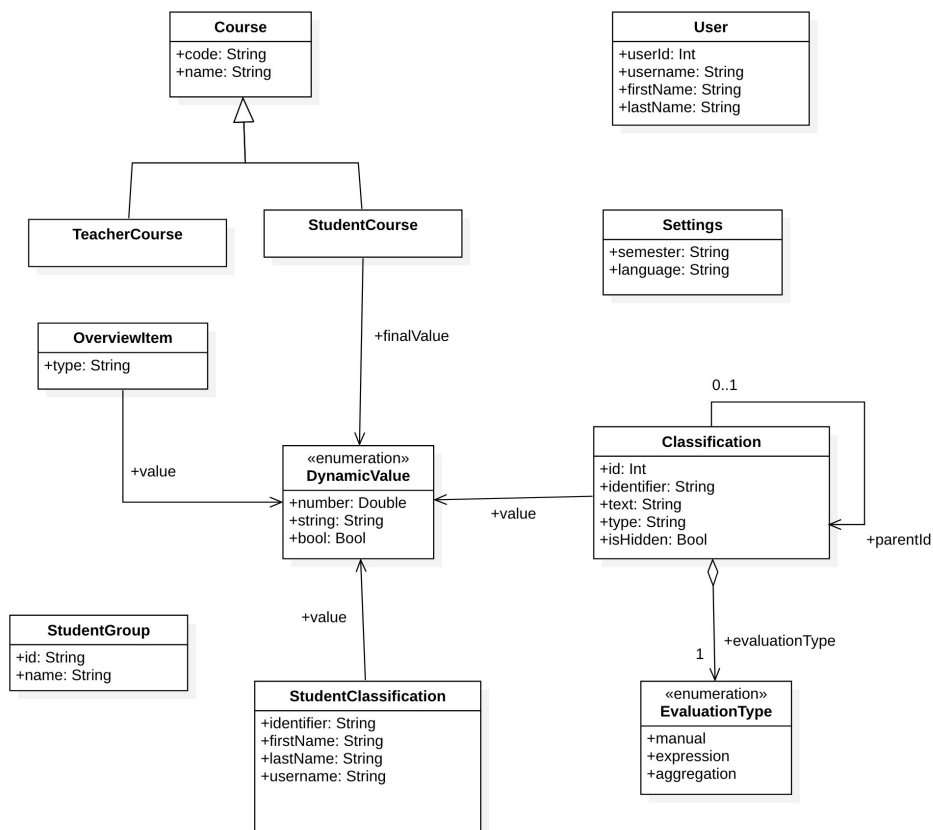 Course
+code: String
+name: String
User
+userId: Int
+username: String
+firstName: String
+lastName: String
TeacherCourse
StudentCourse
Settings
+semester: String
+language: String
OverviewItem
+type: String
+finalValue
0..1
«enumeration»
DynamicValue
+number: Double
+string: String
+bool: Bool
+value
+value
Classification
+id: Int
+identifier: String
+text: String
+type: String
+isHidden: Bool
+parentId
StudentGroup
+id: String
+name: String
+value
+evaluationType
1
StudentClassification
+identifier: String
+firstName: String
+lastName: String
+username: String
«enumeration»
EvaluationType
+manual
+expression
+aggregation